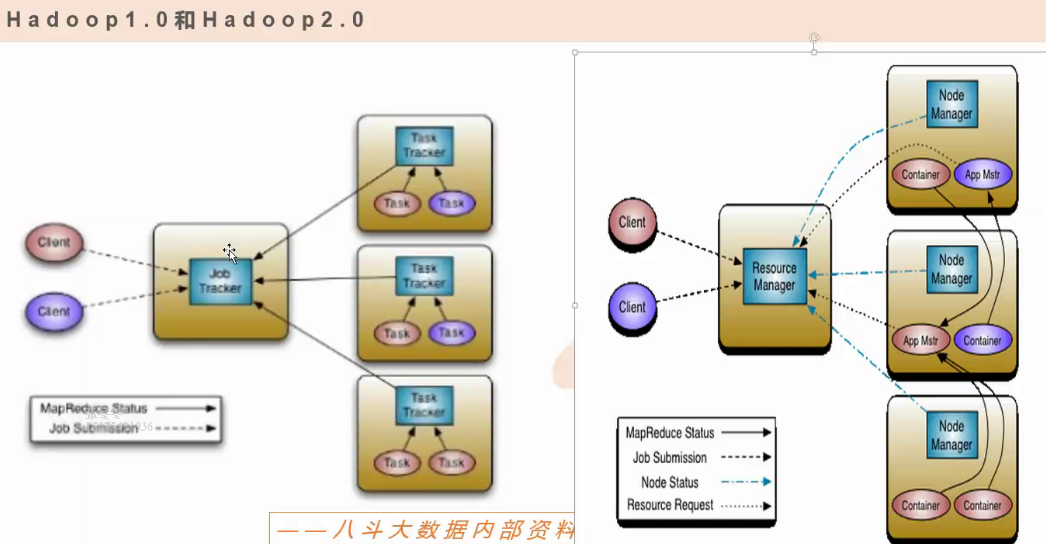 Hadoop1.0和Hadoop2.0
Task
Tracker
Task
Task
Client
Job
Tracker
Task
Tracker
Client
Task
Task
Task
Tracker
MapReduce Status
Job Submission
Task
Task
Node
Manager
Container
App Mstr
Client
Resource
Manager
Node
Manager
Client
App Mstr
Container
Node
Manager
MapReduce Status
Job Submission
Node Status
Resource Request
Container
Container
——八斗大数据内部资料